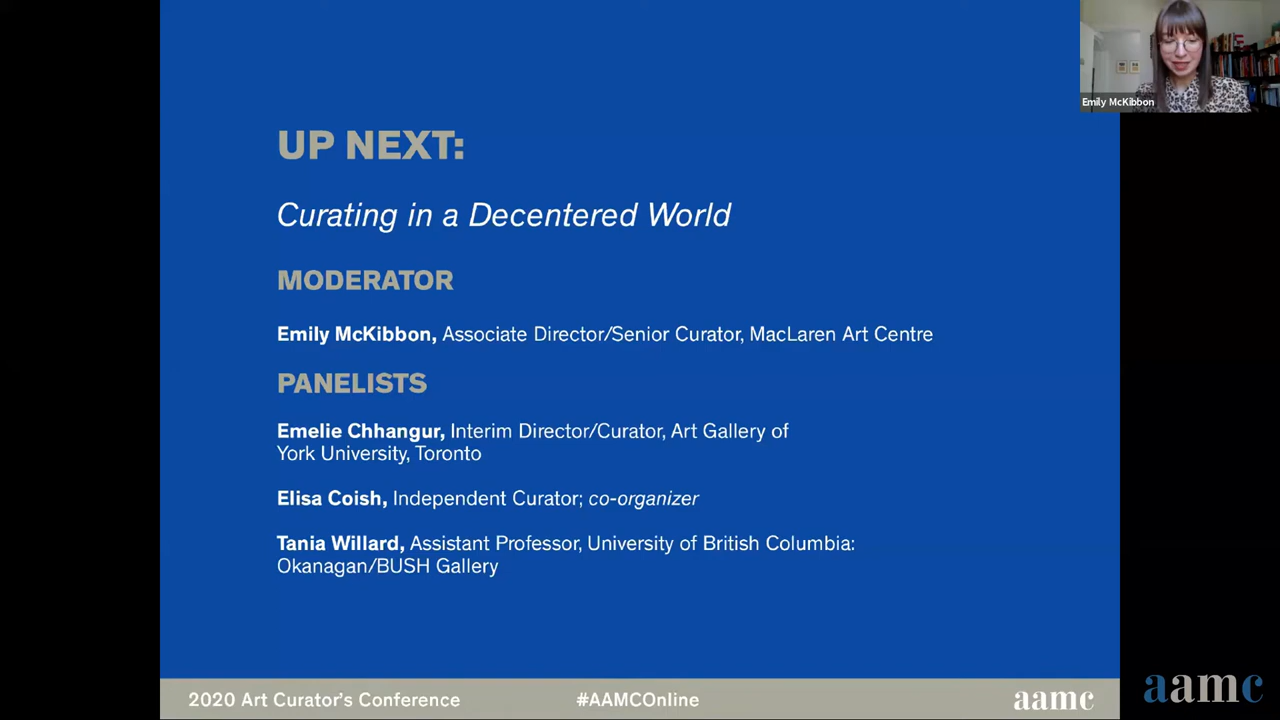 Emily McKibbon
UP NEXT:
Curating in a Decentered World
MODERATOR
Emily McKibbon, Associate Director/Senior Curator, MacLaren Art Centre
PANELISTS
Emelie Chhangur, Interim Director/Curator, Art Gallery of
York University, Toronto
Elisa Coish, Independent Curator; co-organizer
Tania Willard, Assistant Professor, University of British Columbia:
Okanagan/BUSH Gallery
2020 Art Curator's Conference #AAMCOnline aamc
aamc